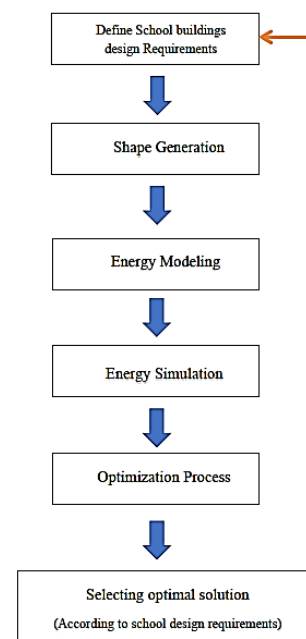 Define School buildings
design Requirements
Shape Generation
Energy Modeling
Energy Simulation
Optimization Process
Selecting optimal solution
(According to school design requirements)